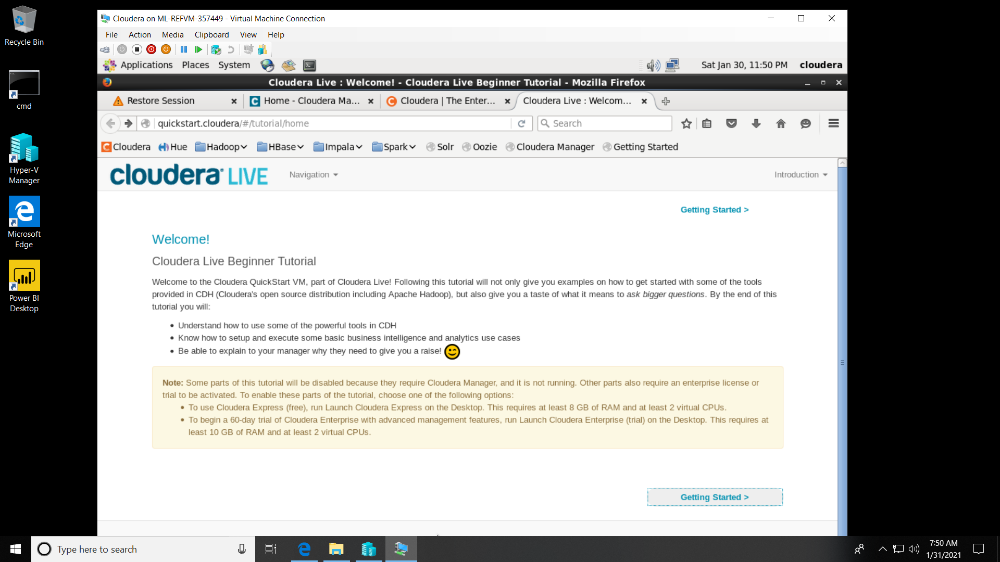 Recycle Bin
cmd
Hyper-V
Manager
Microsoft
Edge
Power BI
Desktop
Cloudera on ML-REFVM-357449 - Virtual Machine Connection
File Action Media Clipboard View Help
Applications Places System Sat Jan 30, 11:50 PM cloudera
Cloudera Live : Welcome! - Cloudera Live Beginner Tutorial - Mozilla Firefox
Restore Session Home - Cloudera Ma... Cloudera | The Enter... Cloudera Live : Welcom...
quickstart.cloudera/#/tutorial/home Search
Cloudera Hue Hadoop HBase Impala Spark Solr Oozie Cloudera Manager Getting Started
cloudera LIVE Navigation Introduction
Getting Started >
Welcome!
Cloudera Live Beginner Tutorial
Welcome to the Cloudera QuickStart VM, part of Cloudera Live! Following this tutorial will not only give you examples on how to get started with some of the tools
provided in CDH (Cloudera's open source distribution including Apache Hadoop), but also give you a taste of what it means to ask bigger questions. By the end of this
tutorial you will:
• Understand how to use some of the powerful tools in CDH
• Know how to setup and execute some basic business intelligence and analytics use cases
• Be able to explain to your manager why they need to give you a raise!
Note: Some parts of this tutorial will be disabled because they require Cloudera Manager, and it is not running. Other parts also require an enterprise license or
trial to be activated. To enable these parts of the tutorial, choose one of the following options:
• To use Cloudera Express (free), run Launch Cloudera Express on the Desktop. This requires at least 8 GB of RAM and at least 2 virtual CPUs.
• To begin a 60-day trial of Cloudera Enterprise with advanced management features, run Launch Cloudera Enterprise (trial) on the Desktop. This requires at
least 10 GB of RAM and at least 2 virtual CPUs.
Getting Started >
Type here to search
7:50 AM
1/31/2021